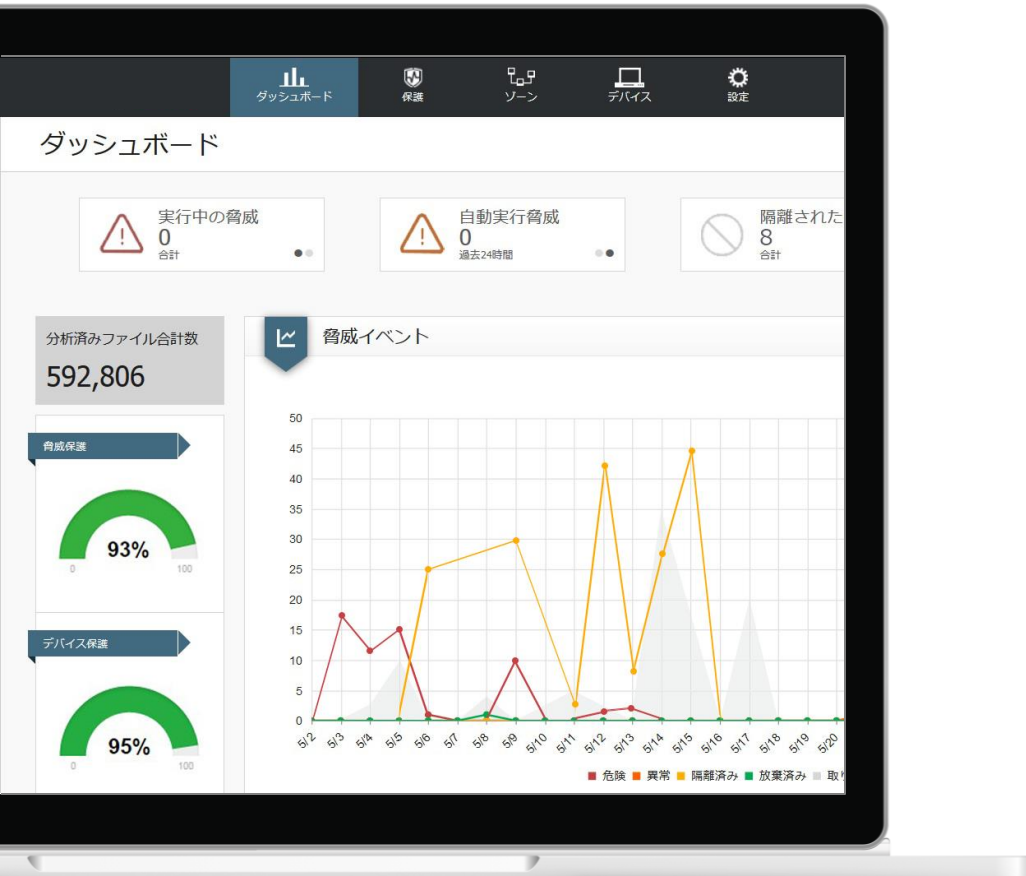 ダッシュボード
保護
ゾーン
デバイス
設定
ダッシュボード
実行中の脅威
0
合計
自動実行脅威
0
過去24時間
隔離された
8
合計
分析済みファイル合計数
592,806
脅威イベント
脅威保護
93%
0
100
デバイス保護
95%
0
100
50
45
40
35
30
25
20
15
10
5
0
5/2
5/3
5/4
5/5
5/6
5/7
5/8
5/9
5/10
5/11
5/12
5/13
5/14
5/15
5/16
5/17
5/18
5/19
5/20
危険 異常 隔離済み 放棄済み 取り